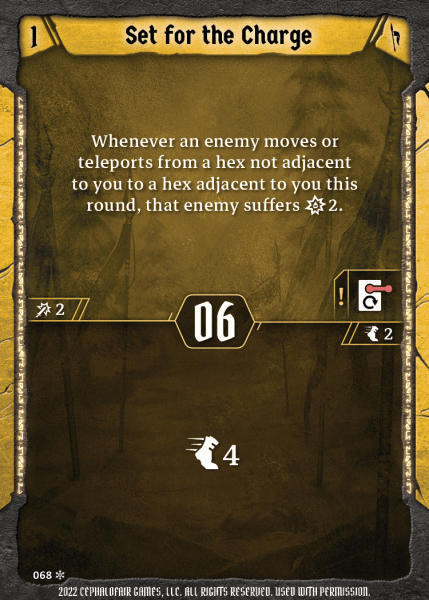 1
Set for the Charge
Whenever an enemy moves or
teleports from a hex not adjacent
to you to a hex adjacent to you this
round, that enemy suffers 2.
!
2
06
2
4
068
2022 CEPHALOFAIR GAMES, LLC. ALL RIGHTS RESERVED. USED WITH PERMISSION.